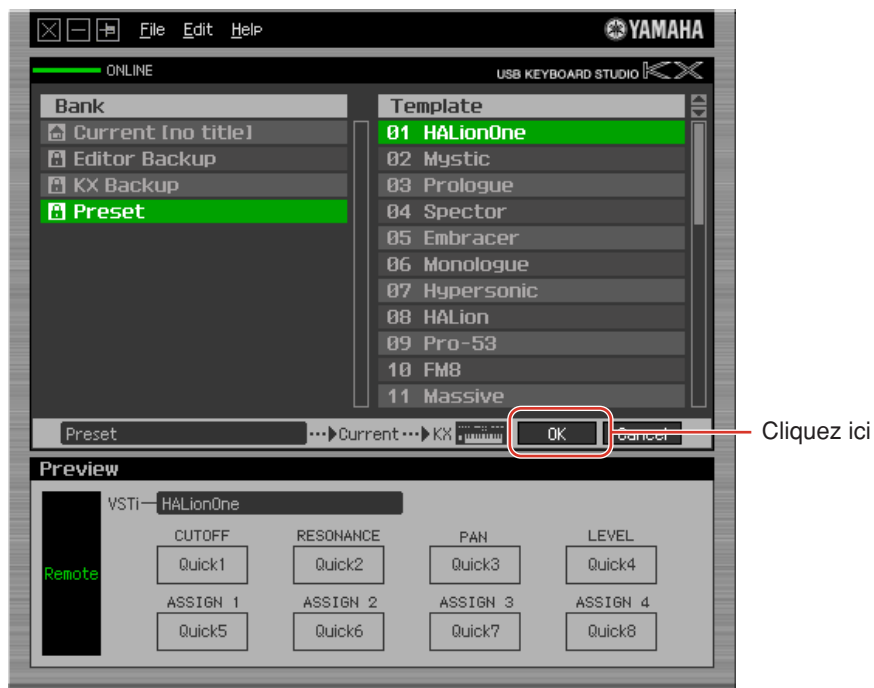 File Edit Help YAMAHA
ONLINE USB KEYBOARD STUDIO KX
Bank Template
Current [no title] 01 HALionOne
Editor Backup 02 Mystic
KX Backup 03 Prologue
Preset 04 Spector
05 Embracer
06 Monologue
07 Hypersonic
08 HALion
09 Pro-53
10 FM8
11 Massive
Preset Current KX OK Cancel Cliquez ici
Preview
VSTi HALionOne
CUTOFF RESONANCE PAN LEVEL
Remote Quick1 Quick2 Quick3 Quick4
ASSIGN 1 ASSIGN 2 ASSIGN 3 ASSIGN 4
Quick5 Quick6 Quick7 Quick8